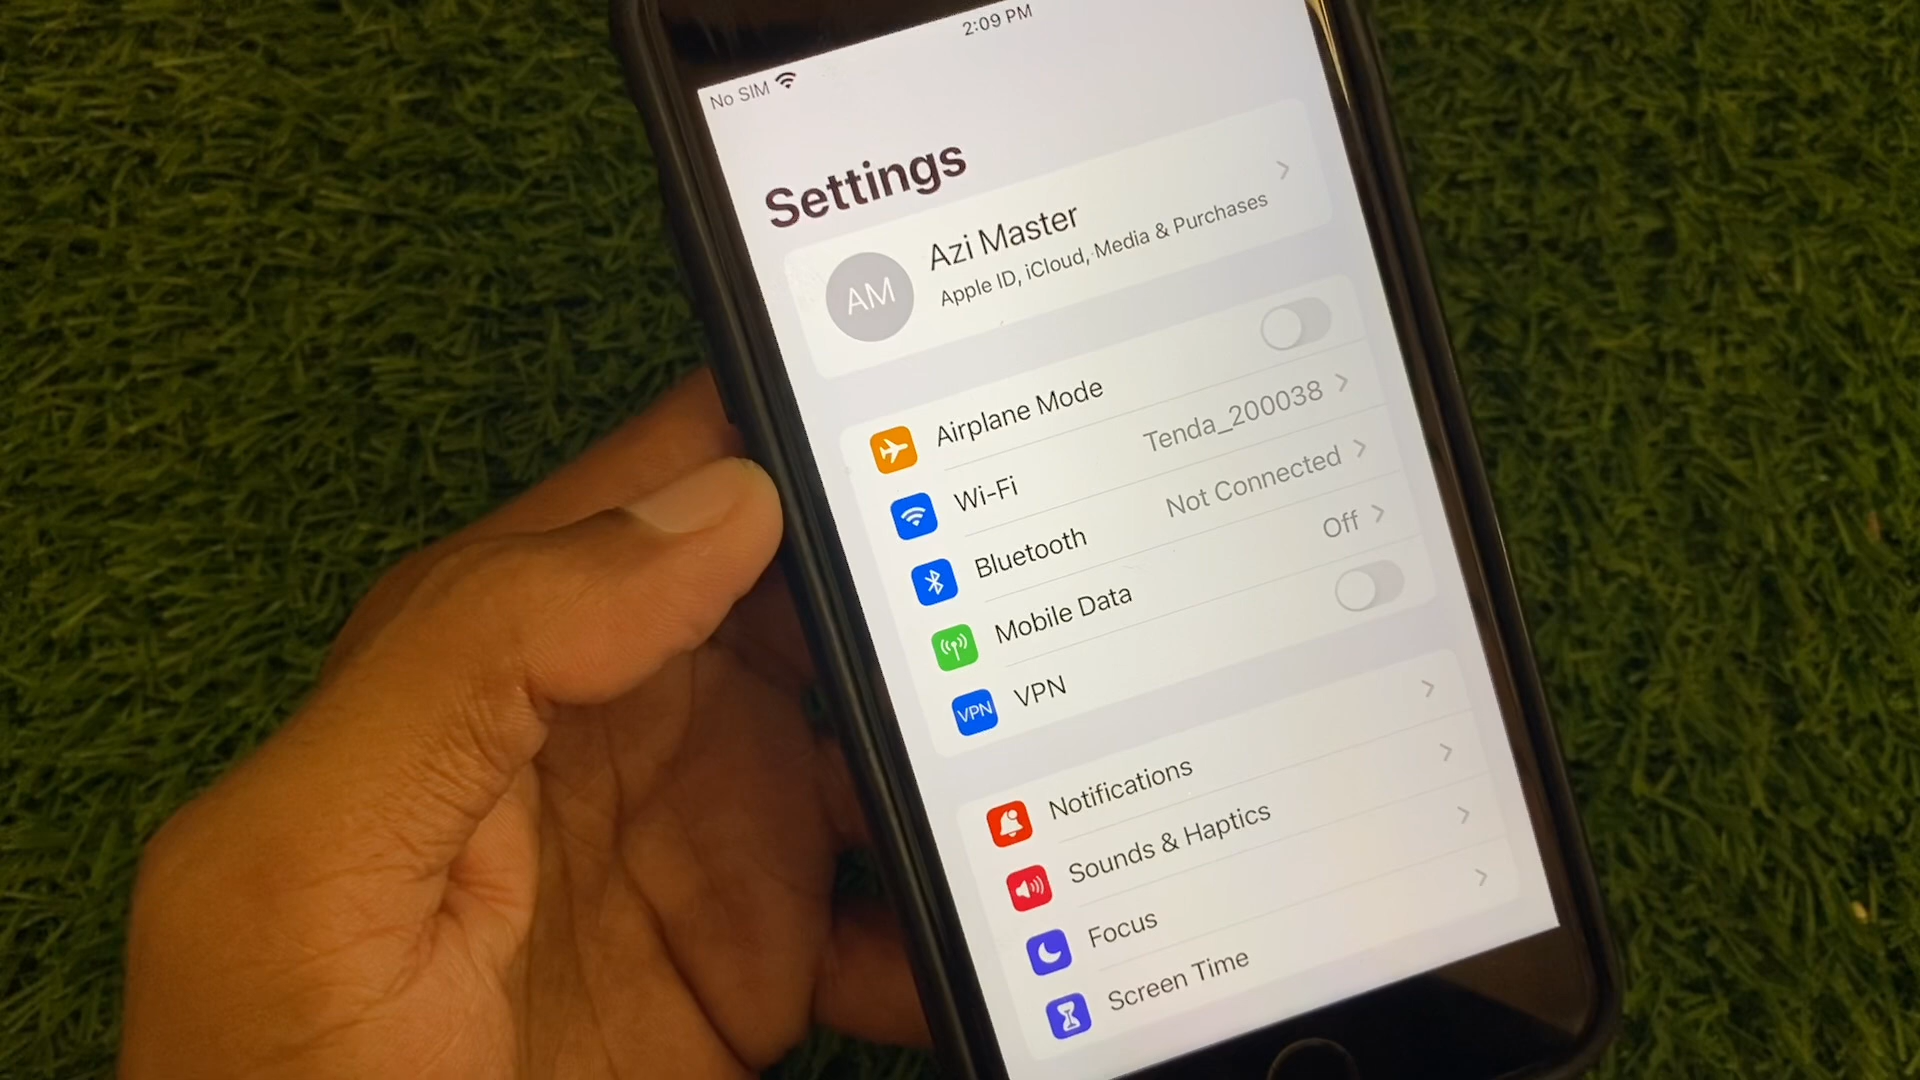 2:09 PM
No SIM
Settings
AM
Azi Master
Apple ID, iCloud, Media & Purchases
Airplane Mode
Wi-Fi Tenda_200038
Bluetooth Not Connected
Mobile Data Off
VPN VPN
Notifications
Sounds & Haptics
Focus
Screen Time